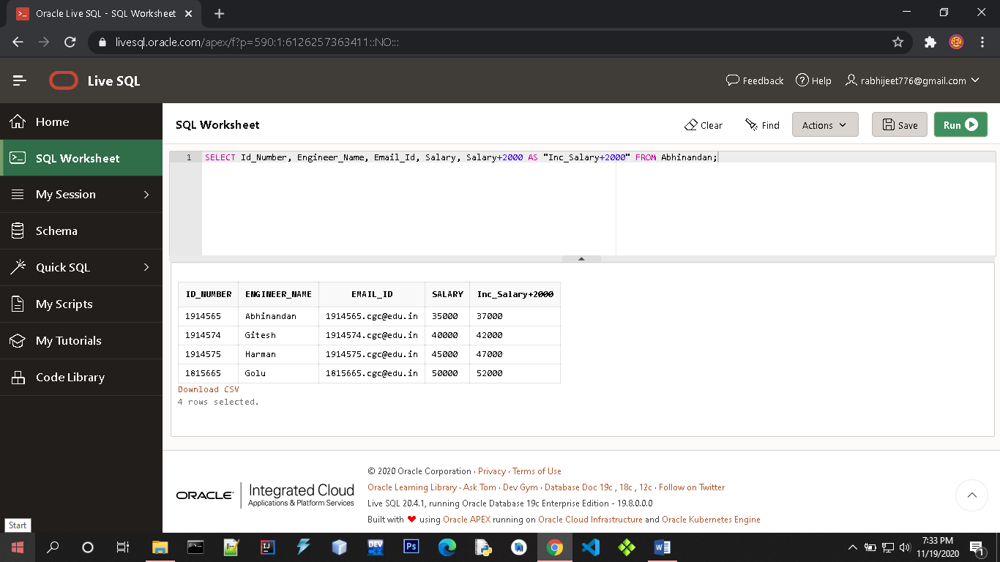 Oracle Live SQL - SQL Worksheet
livesql.oracle.com/apex/f?p=590:1:6126257363411::NO:::
Live SQL
Feedback
Help
rabhijeet776@gmail.com
Home
SQL Worksheet
My Session
Schema
Quick SQL
My Scripts
My Tutorials
Code Library
SQL Worksheet
Clear
Find
Actions
Save
Run
1 SELECT Id_Number, Engineer_Name, Email_Id, Salary, Salary+2000 AS "Inc_Salary+2000" FROM Abhinandan;
ID_NUMBER ENGINEER_NAME EMAIL_ID SALARY Inc_Salary+2000
1914565 Abhinandan 1914565.cgc@edu.in 35000 37000
1914574 Gitesh 1914574.cgc@edu.in 40000 42000
1914575 Harman 1914575.cgc@edu.in 45000 47000
1815665 Golu 1815665.cgc@edu.in 50000 52000
Download CSV
4 rows selected.
ORACLE Integrated Cloud
Applications & Platform Services
© 2020 Oracle Corporation · Privacy · Terms of Use
Oracle Learning Library · Ask Tom · Dev Gym · Database Doc 19c , 18c , 12c · Follow on Twitter
Live SQL 20.4.1, running Oracle Database 19c Enterprise Edition - 19.8.0.0.0
Built with ❤ using Oracle APEX running on Oracle Cloud Infrastructure and Oracle Kubernetes Engine
Start
DEV
Ps
7:33 PM
11/19/2020
1